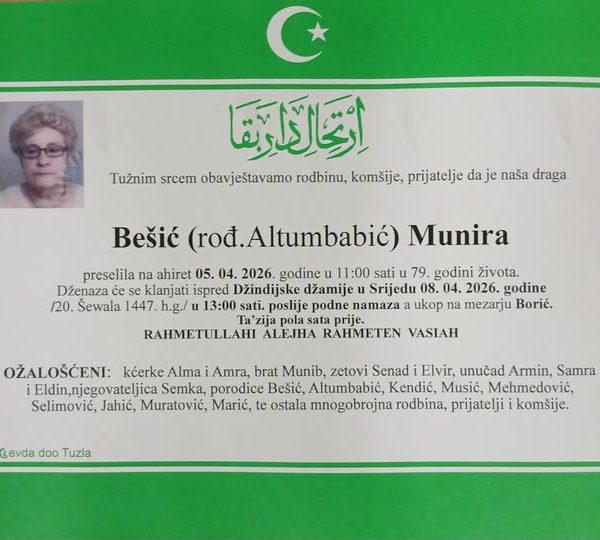 اِرْتِحَالِ دَارِ بَقَا
Tužnim srcem obavještavamo rodbinu, komšije, prijatelje da je naša draga
Bešić (rođ.Altumbabić) Munira
preselila na ahiret 05. 04. 2026. godine u 11:00 sati u 79. godini života.
Dženaza će se klanjati ispred Džindijske džamije u Srijedu 08. 04. 2026. godine
/20. Ševala 1447. h.g./ u 13:00 sati. poslije podne namaza a ukop na mezarju Borić.
Ta'zija pola sata prije.
RAHMETULLAHI ALEJHA RAHMETEN VASIAH
OŽALOŠĆENI: kćerke Alma i Amra, brat Munib, zetovi Senad i Elvir, unučad Armin, Samra
i Eldin,njegovateljica Semka, porodice Bešić, Altumbabić, Kendić, Musić, Mehmedović,
Selimović, Jahić, Muratović, Marić, te ostala mnogobrojna rodbina, prijatelji i komšije.
evda doo Tuzla